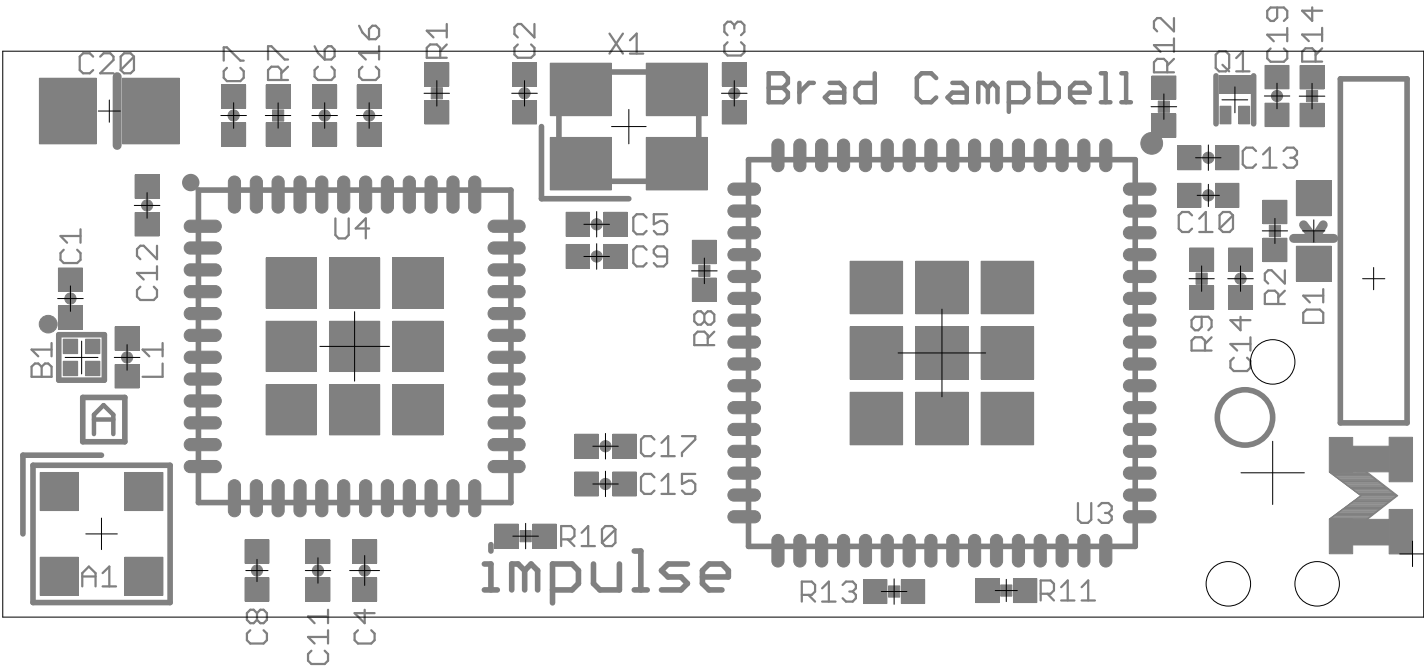 C20
C7
R7
C6
C16
R1
C2
X1
C3
Brad Campbell
R12
Q1
C19
R14
C13
C10
C12
U4
C5
C9
C1
R8
R2
D1
R9
C14
B1
L1
A
C17
C15
U3
R10
A1
impulse
R13
R11
C8
C11
C4
M